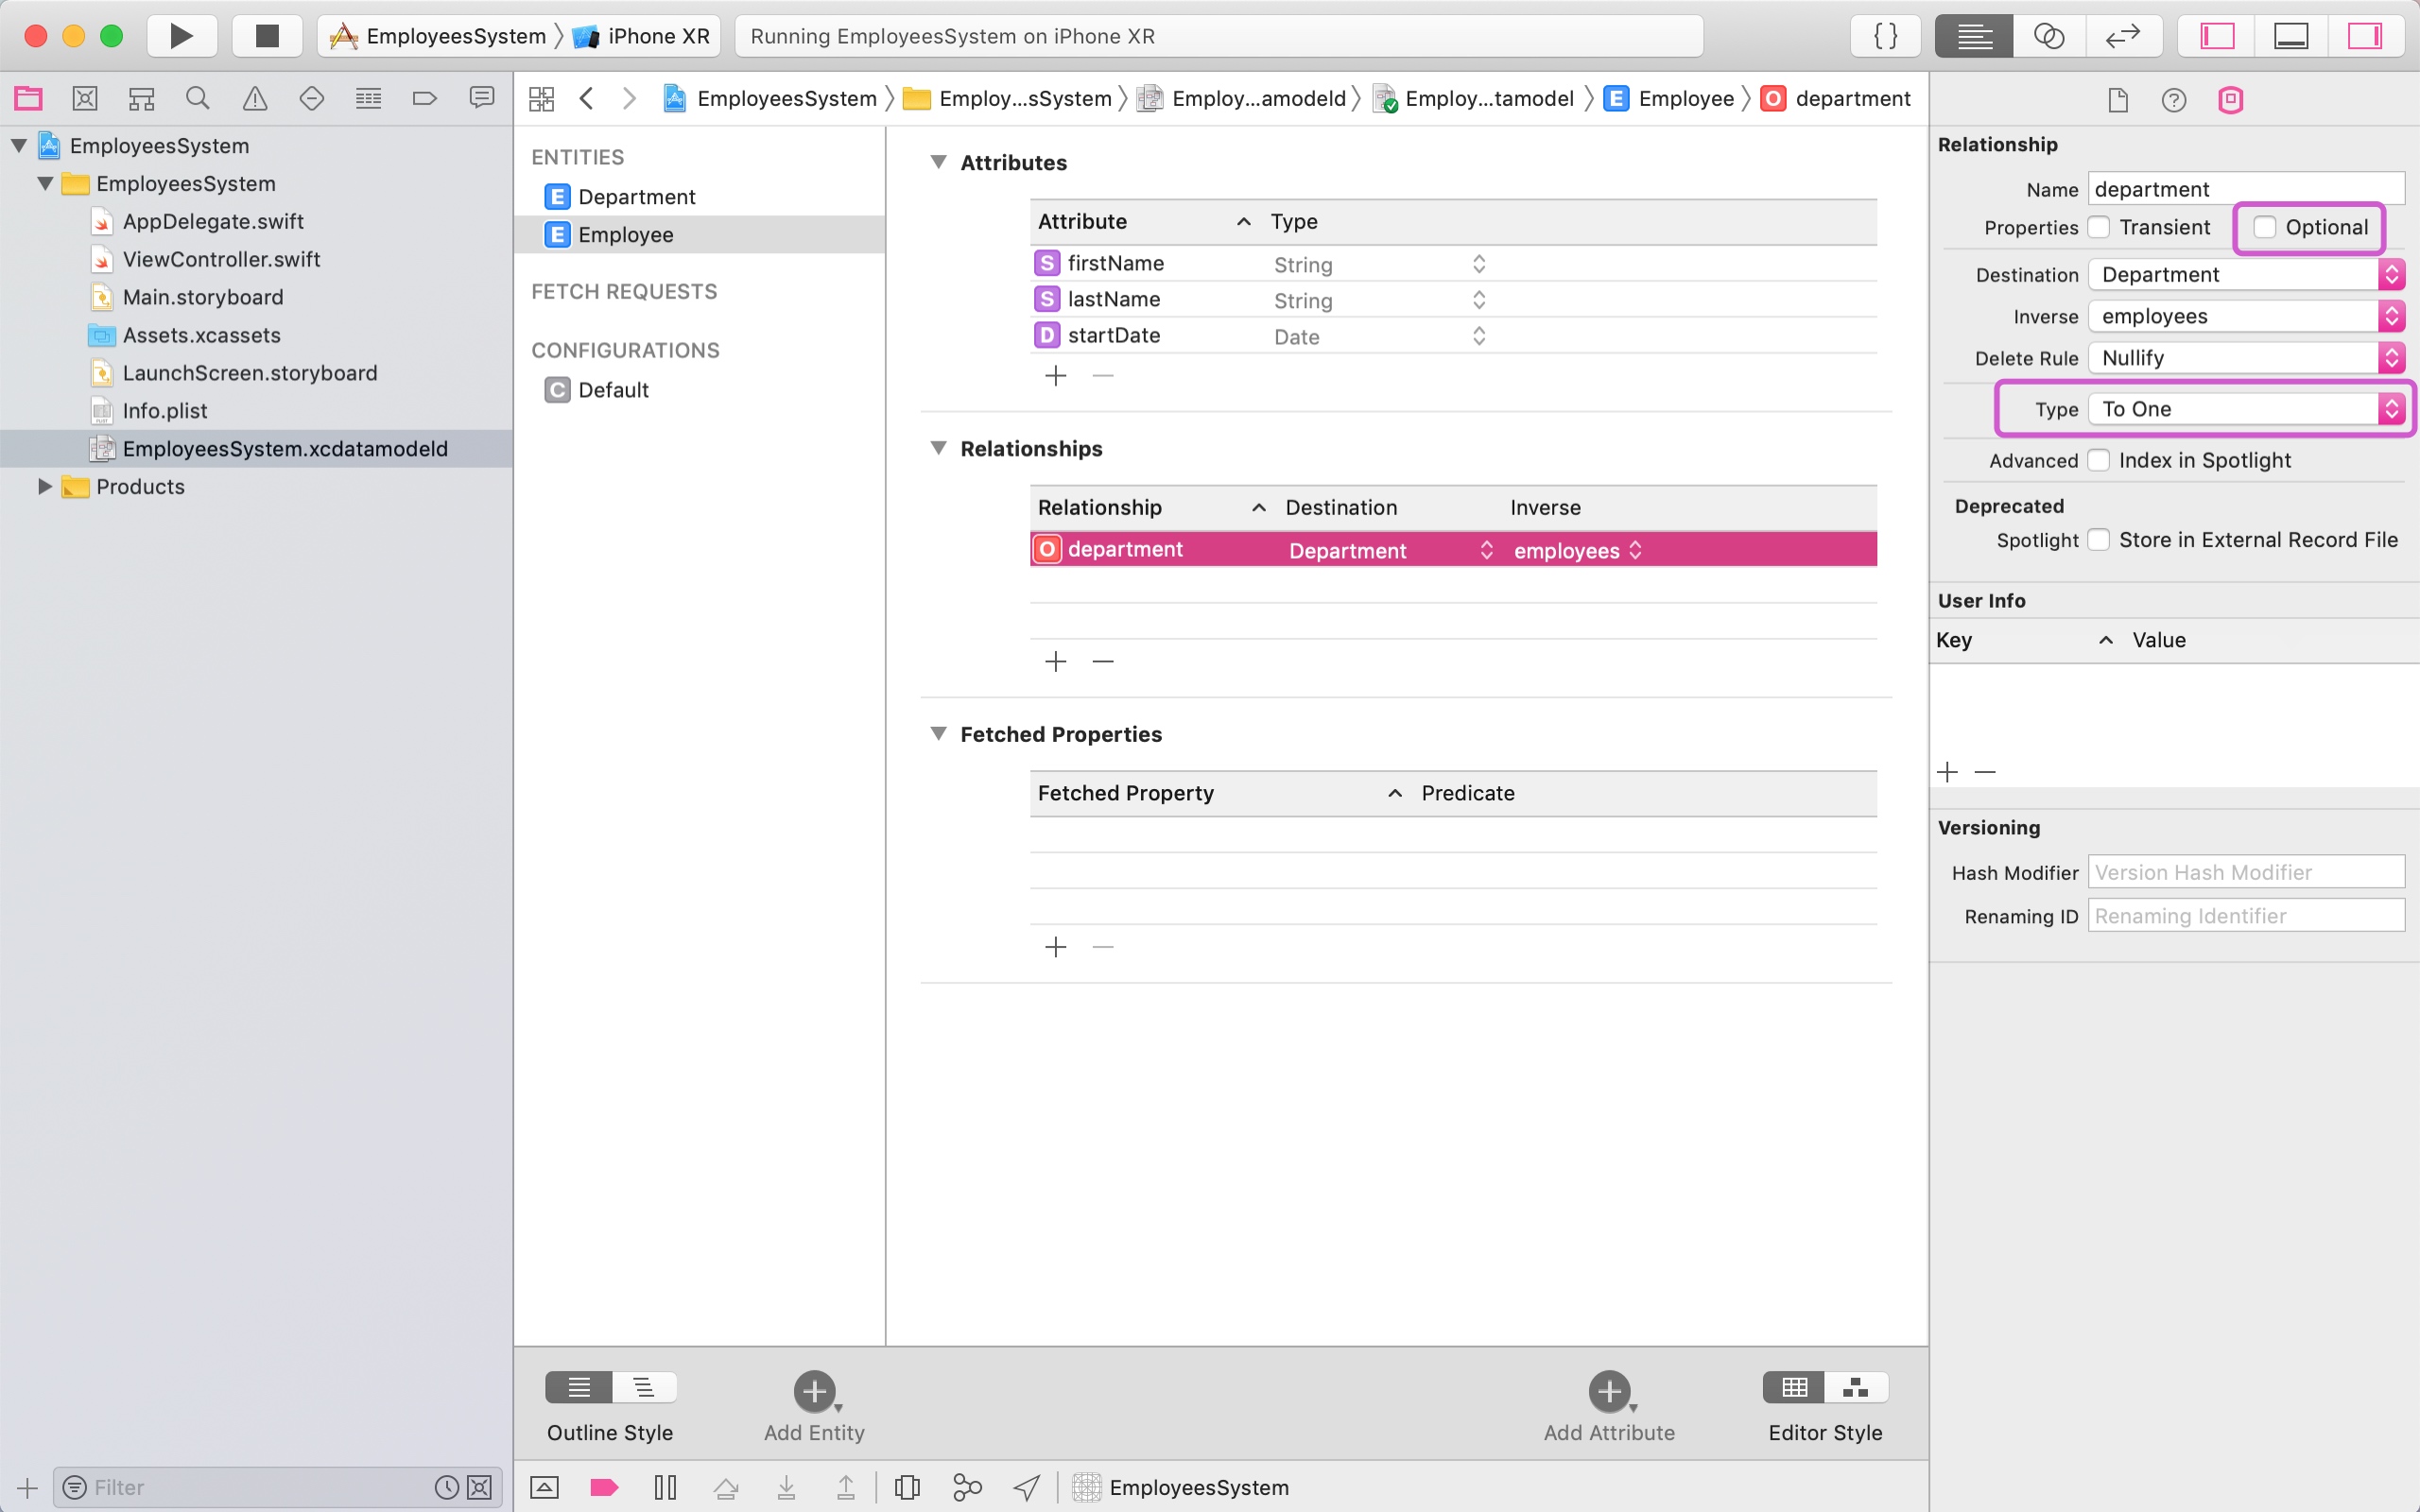 EmployeesSystem
iPhone XR
Running EmployeesSystem on iPhone XR
{ }
EmployeesSystem
Employ...sSystem
Employ...amodeld
Employ...tamodel
E Employee
O department
EmployeesSystem
EmployeesSystem
AppDelegate.swift
ViewController.swift
Main.storyboard
Assets.xcassets
LaunchScreen.storyboard
Info.plist
EmployeesSystem.xcdatamodeld
Products
Filter
ENTITIES
E Department
E Employee
FETCH REQUESTS
CONFIGURATIONS
C Default
Attributes
Attribute Type
S firstName String
S lastName String
D startDate Date
Relationships
Relationship Destination Inverse
O department Department employees
Fetched Properties
Fetched Property Predicate
Outline Style
Add Entity
Add Attribute
Editor Style
EmployeesSystem
Relationship
Name department
Properties Transient Optional
Destination Department
Inverse employees
Delete Rule Nullify
Type To One
Advanced Index in Spotlight
Deprecated
Spotlight Store in External Record File
User Info
Key Value
Versioning
Hash Modifier Version Hash Modifier
Renaming ID Renaming Identifier